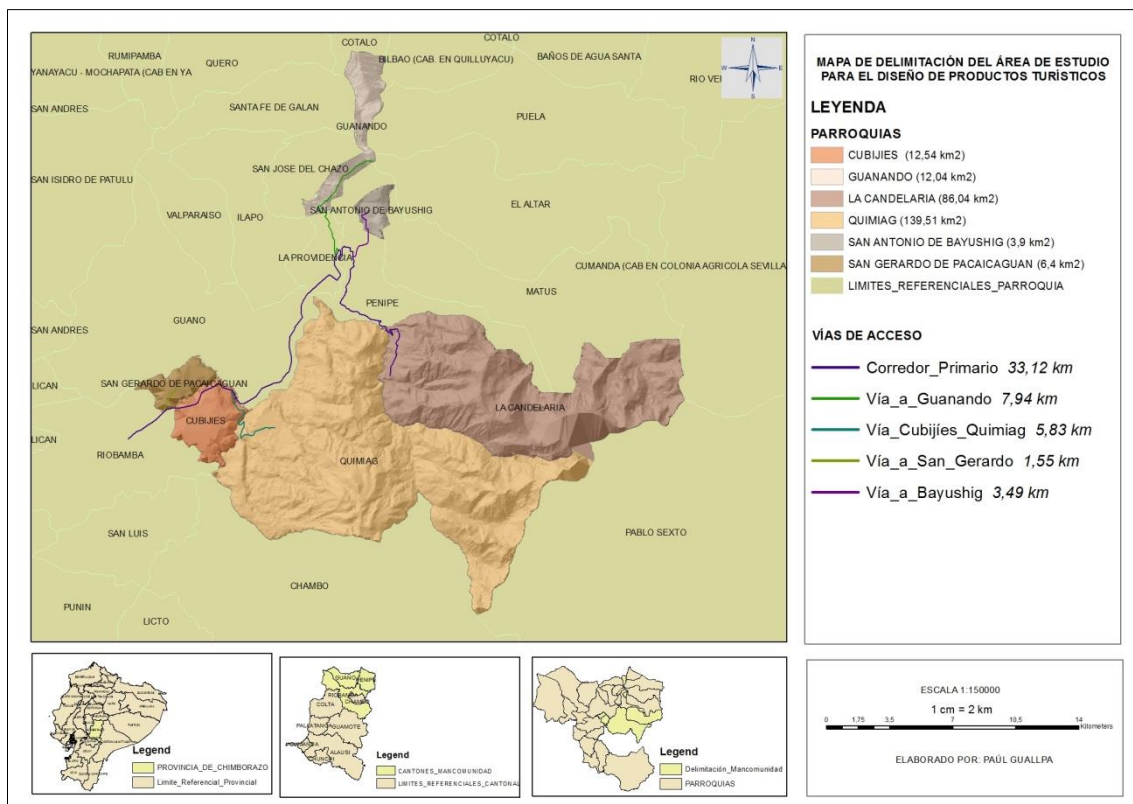 COTALO
COTALO
RUMIPAMBA
BILBAO (CAB. EN QUILLUYACU)
BAÑOS DE AGUA SANTA
QUERO
YANAYACU - MOCHAPATA (CAB EN YA
RIO VE
SAN ANDRES
SANTA FE DE GALAN
PUELA
GUANANDO
SAN JOSE DEL CHAZO
SAN ISIDRO DE PATULU
EL ALTAR
VALPARAISO
ILAPO
SAN ANTONIO DE BAYUSHIG
LA PROVIDENCIA
CUMANDA (CAB EN COLONIA AGRICOLA SEVILLA
MATUS
PENIPE
GUANO
SAN ANDRES
LICAN
SAN GERARDO DE PACAICAGUAN
LA CANDELARIA
CUBIJIES
LICAN
RIOBAMBA
QUIMIAG
SAN LUIS
PABLO SEXTO
CHAMBO
PUNIN
LICTO
N
W
E
S
MAPA DE DELIMITACIÓN DEL ÁREA DE ESTUDIO
PARA EL DISEÑO DE PRODUCTOS TURÍSTICOS
LEYENDA
PARROQUIAS
CUBIJIES (12,54 km2)
GUANANDO (12,04 km2)
LA CANDELARIA (86,04 km2)
QUIMIAG (139,51 km2)
SAN ANTONIO DE BAYUSHIG (3,9 km2)
SAN GERARDO DE PACAICAGUAN (6,4 km2)
LIMITES_REFERENCIALES_PARROQUIA
VÍAS DE ACCESO
Corredor_Primario 33,12 km
Vía_a_Guanando 7,94 km
Vía_Cubijíes_Quimiag 5,83 km
Vía_a_San_Gerardo 1,55 km
Vía_a_Bayushig 3,49 km
Legend
PROVINCIA_DE_CHIMBORAZO
Limite_Referencial_Provincial
GUANO
PENIPE
RIOBAMBA
COLTA
CHAMBO
PALLATANGA
GUAMOTE
ALAUSI
CHUNCHI
Legend
CANTONES_MANCOMUNIDAD
LIMITES_REFERENCIALES_CANTONAL
Legend
Delimitación_Mancomunidad
PARROQUIAS
ESCALA 1:150000
1 cm = 2 km
0 1,75 3,5 7 10,5 14
Kilometers
ELABORADO POR: PAÚL GUALLPA